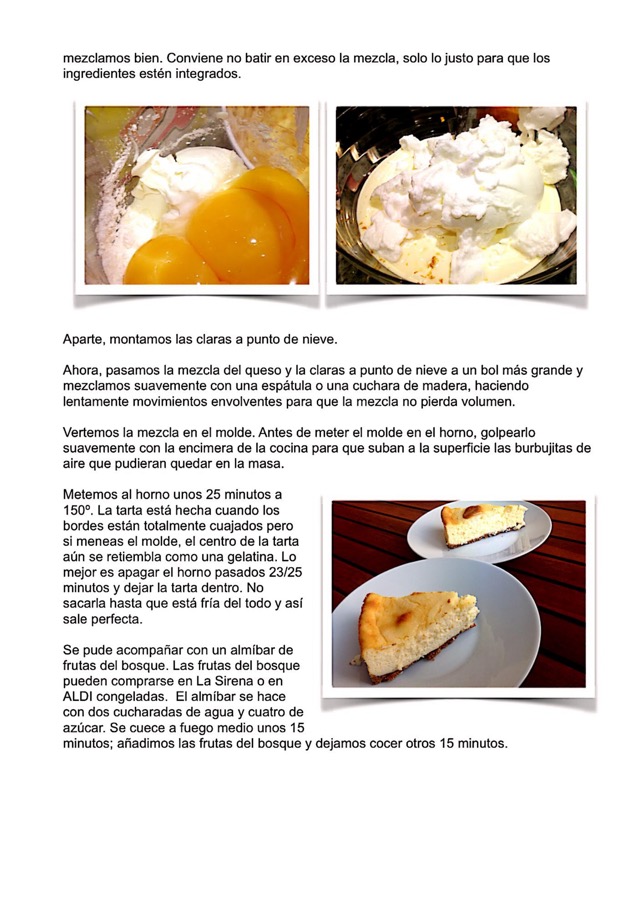 mezclamos bien. Conviene no batir en exceso la mezcla, solo lo justo para que los
ingredientes estén integrados.
Aparte, montamos las claras a punto de nieve.
Ahora, pasamos la mezcla del queso y la claras a punto de nieve a un bol más grande y
mezclamos suavemente con una espátula o una cuchara de madera, haciendo
lentamente movimientos envolventes para que la mezcla no pierda volumen.
Vertemos la mezcla en el molde. Antes de meter el molde en el horno, golpearlo
suavemente con la encimera de la cocina para que suban a la superficie las burbujitas de
aire que pudieran quedar en la masa.
Metemos al horno unos 25 minutos a
150º. La tarta está hecha cuando los
bordes están totalmente cuajados pero
si meneas el molde, el centro de la tarta
aún se retiembla como una gelatina. Lo
mejor es apagar el horno pasados 23/25
minutos y dejar la tarta dentro. No
sacarla hasta que está fría del todo y así
sale perfecta.
Se pude acompañar con un almíbar de
frutas del bosque. Las frutas del bosque
pueden comprarse en La Sirena o en
ALDI congeladas.  El almíbar se hace
con dos cucharadas de agua y cuatro de
azúcar. Se cuece a fuego medio unos 15
minutos; añadimos las frutas del bosque y dejamos cocer otros 15 minutos.